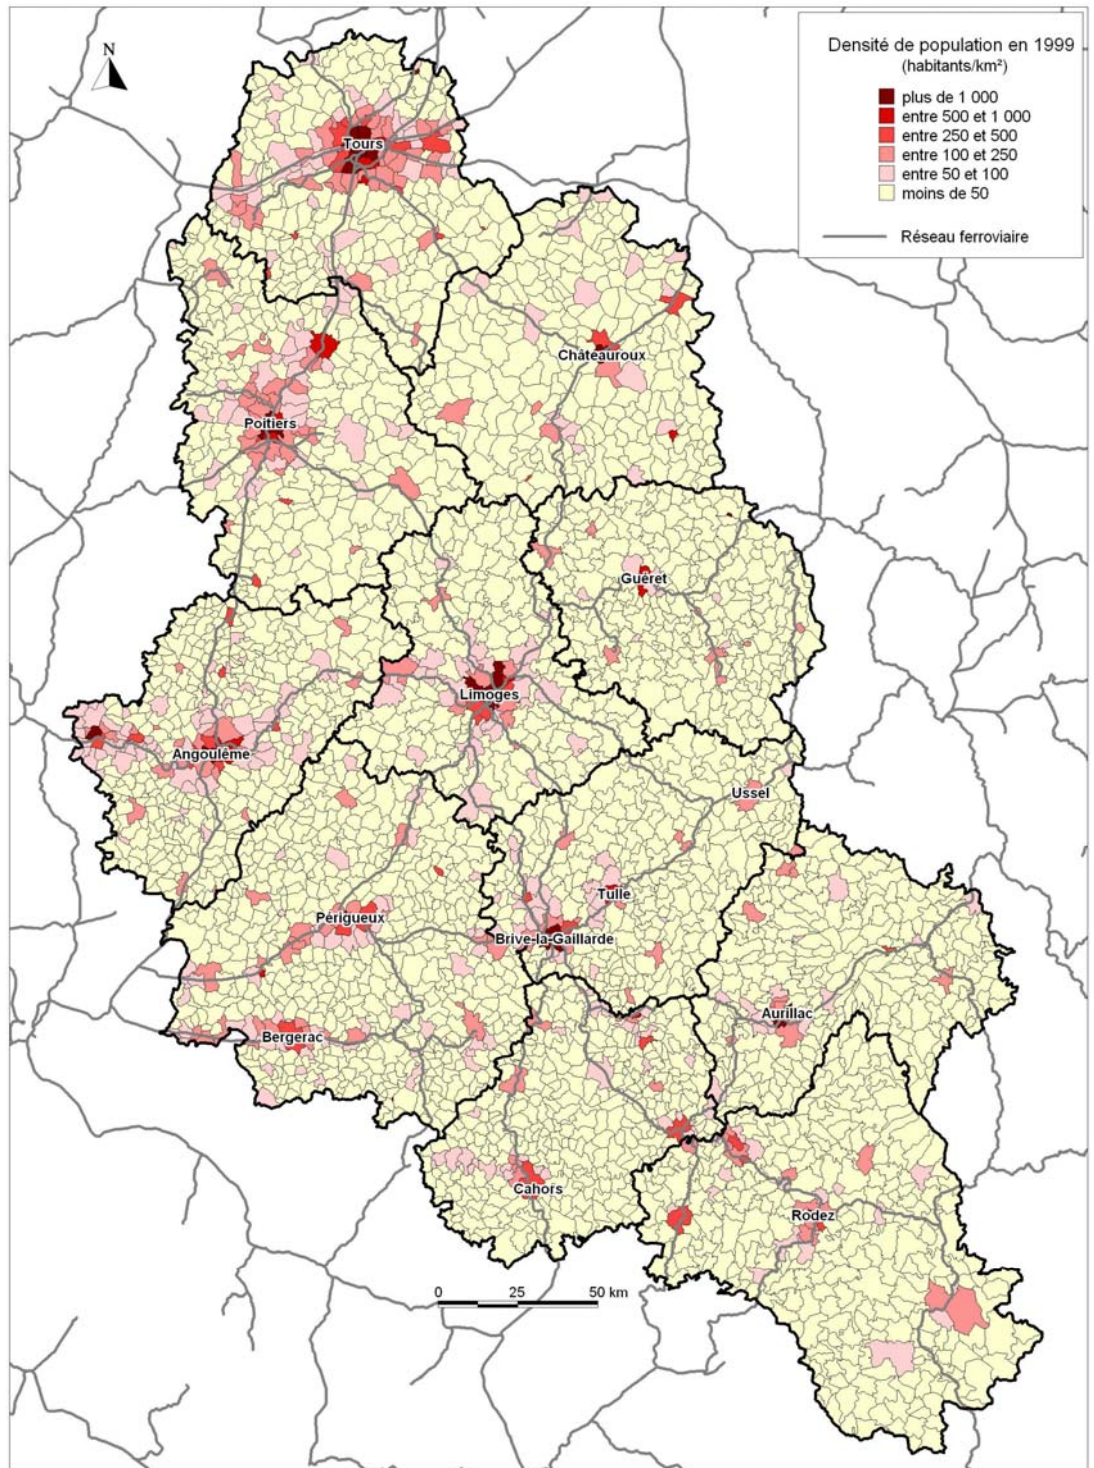 Densité de population en 1999
(habitants/km²)
plus de 1 000
entre 500 et 1 000
entre 250 et 500
entre 100 et 250
entre 50 et 100
moins de 50
Réseau ferroviaire
N
Tours
Châteauroux
Poitiers
Guéret
Limoges
Angoulême
Ussel
Tulle
Périgueux
Brive-la-Gaillarde
Aurillac
Bergerac
Cahors
Rodez
0 25 50 km